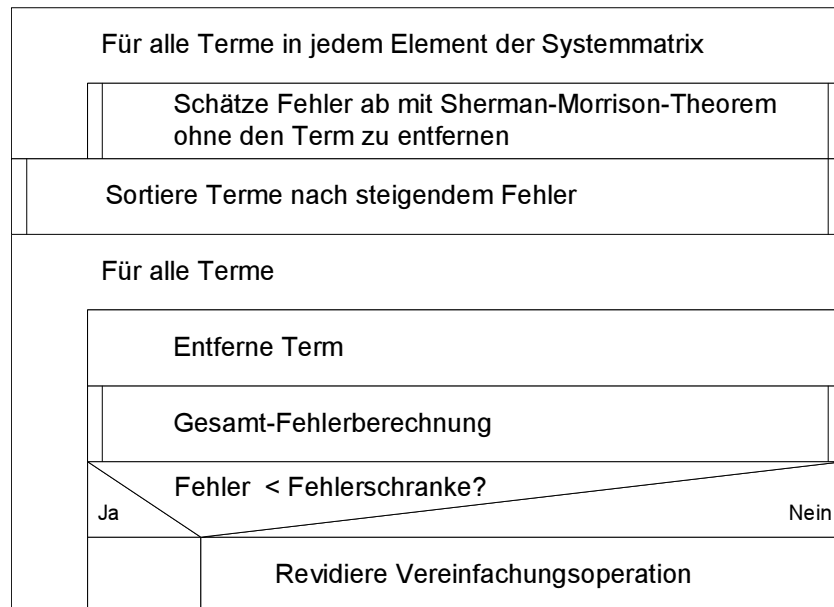 Für alle Terme in jedem Element der Systemmatrix
Schätze Fehler ab mit Sherman-Morrison-Theorem
ohne den Term zu entfernen
Sortiere Terme nach steigendem Fehler
Für alle Terme
Entferne Term
Gesamt-Fehlerberechnung
Fehler < Fehlerschranke?
Ja
Nein
Revidiere Vereinfachungsoperation